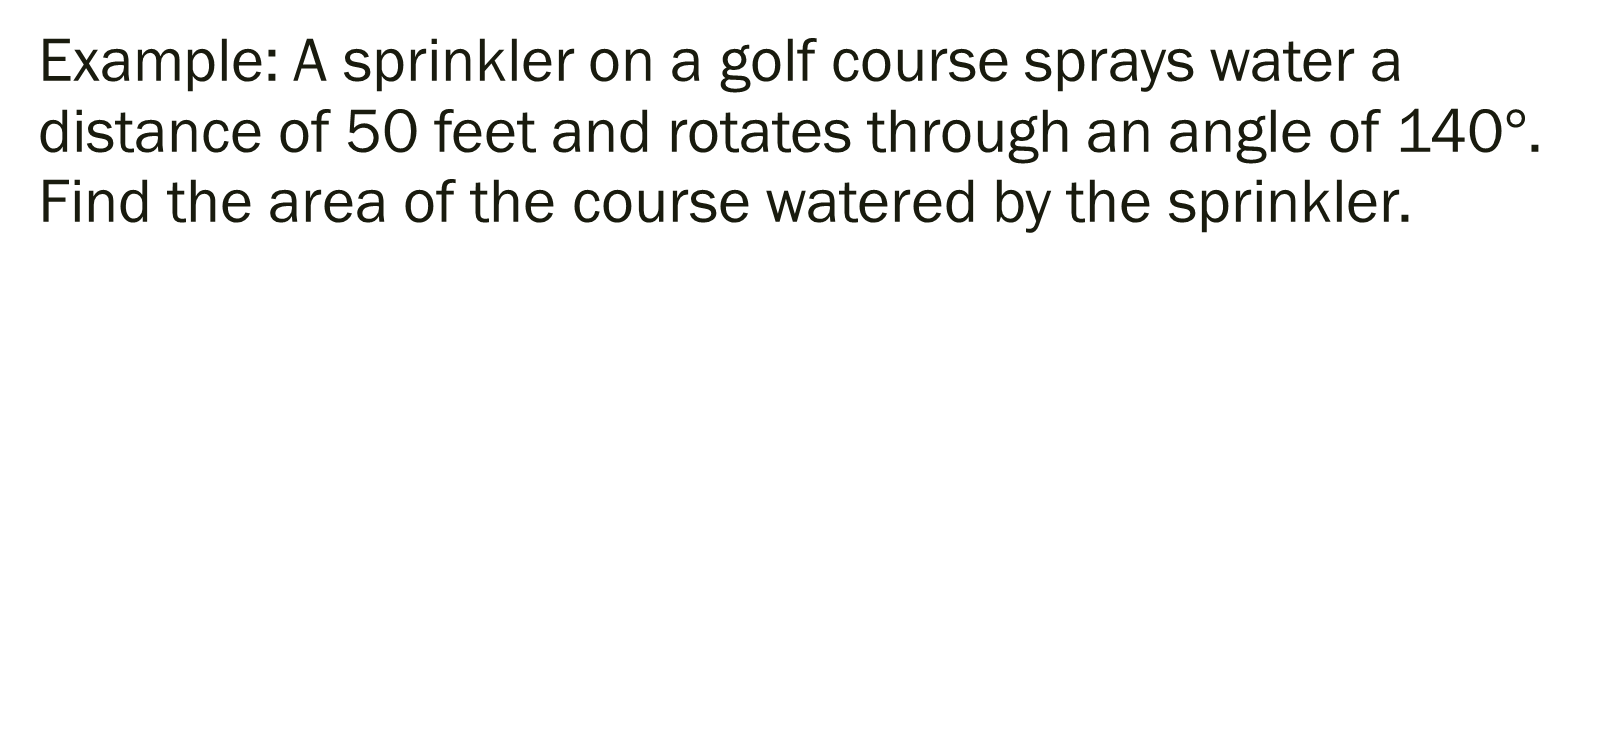 Example: A sprinkler on a golf course sprays water a
distance of 50 feet and rotates through an angle of 140°.
Find the area of the course watered by the sprinkler.